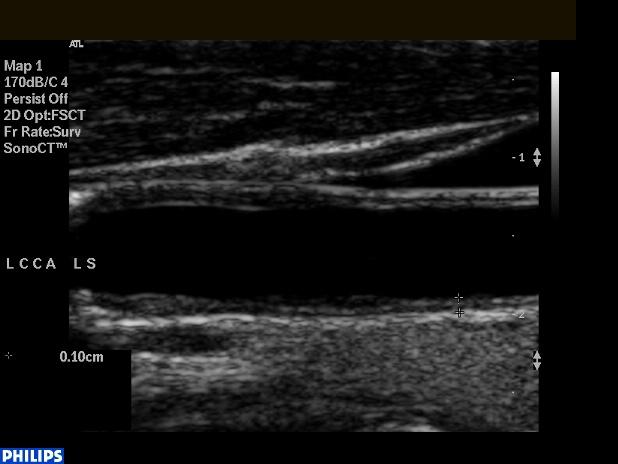 ATL
Map 1
170dB/C 4
Persist Off
2D Opt:FSCT
Fr Rate:Surv
SonoCT™
- 1
LCCA LS
- 2
0.10cm
PHILIPS